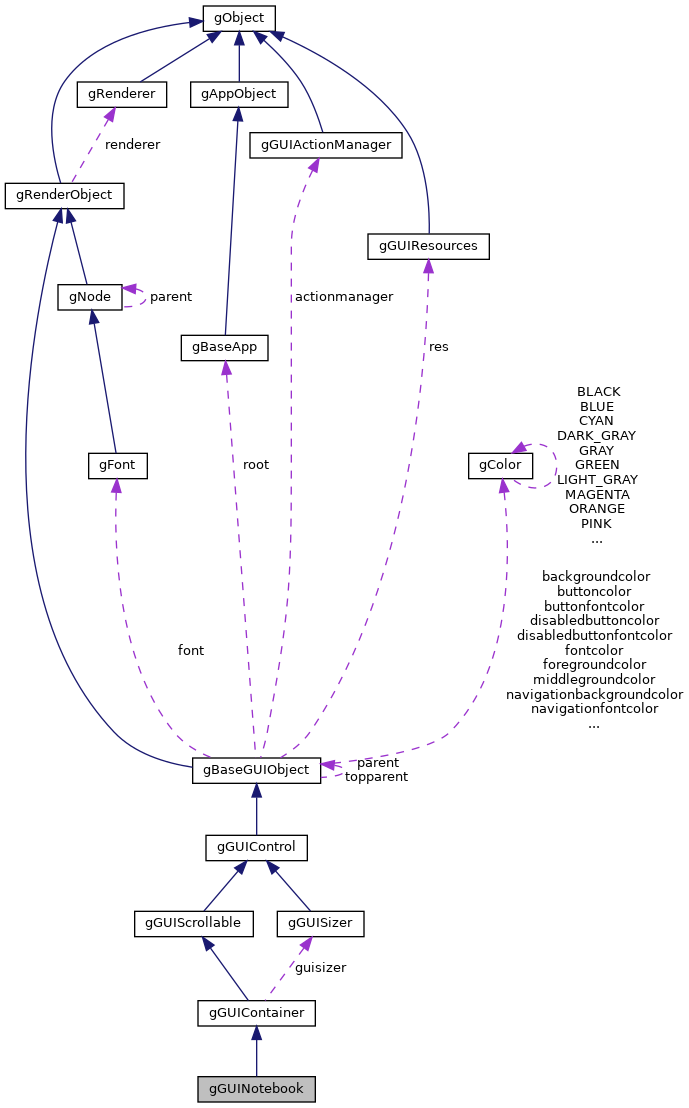 gObject
gRenderer
gAppObject
gGUIActionManager
renderer
gRenderObject
gGUIResources
gNode
parent
actionmanager
gBaseApp
res
BLACK
BLUE
CYAN
DARK_GRAY
GRAY
GREEN
LIGHT_GRAY
MAGENTA
ORANGE
PINK
...
gFont
root
gColor
backgroundcolor
buttoncolor
buttonfontcolor
disabledbuttoncolor
disabledbuttonfontcolor
fontcolor
foregroundcolor
middlegroundcolor
navigationbackgroundcolor
navigationfontcolor
...
font
gBaseGUIObject
parent
topparent
gGUIControl
gGUIScrollable
gGUISizer
guisizer
gGUIContainer
gGUINotebook